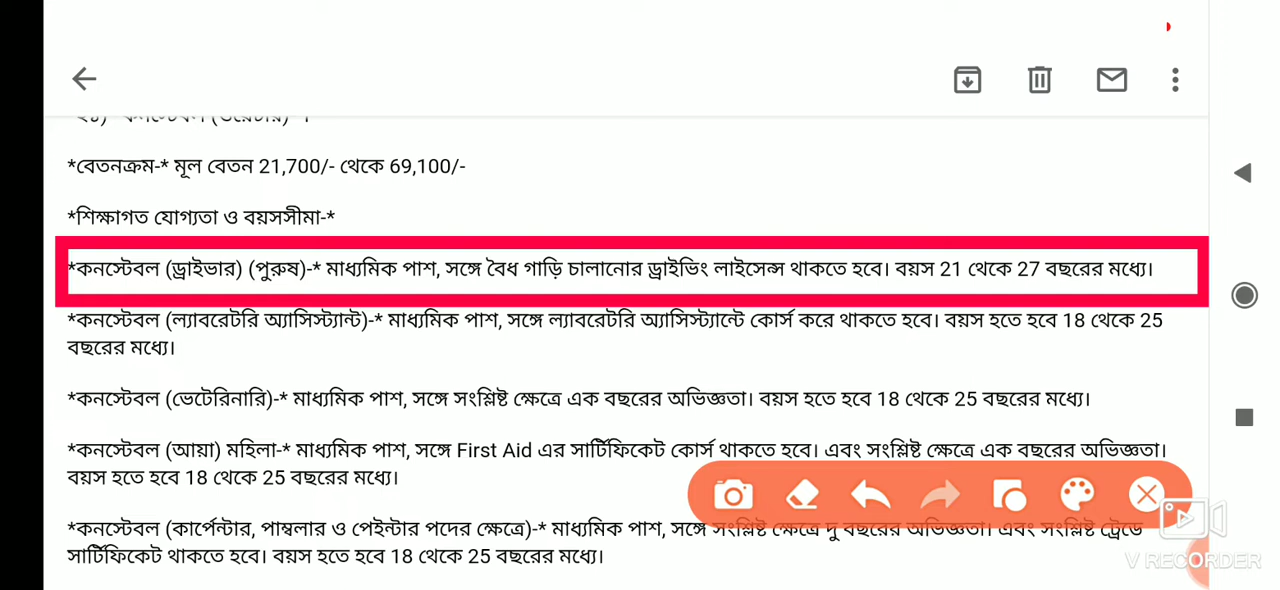 *বেতনক্রম-* মূল বেতন 21,700/- থেকে 69,100/-
*শিক্ষাগত যোগ্যতা ও বয়সসীমা-*
*কনস্টেবল (ড্রাইভার) (পুরুষ)-* মাধ্যমিক পাশ, সঙ্গে বৈধ গাড়ি চালানোর ড্রাইভিং লাইসেন্স থাকতে হবে। বয়স 21 থেকে 27 বছরের মধ্যে।
*কনস্টেবল (ল্যাবরেটরি অ্যাসিস্ট্যান্ট)-* মাধ্যমিক পাশ, সঙ্গে ল্যাবরেটরি অ্যাসিস্ট্যান্টে কোর্স করে থাকতে হবে। বয়স হতে হবে 18 থেকে 25
বছরের মধ্যে।
*কনস্টেবল (ভেটেরিনারি)-* মাধ্যমিক পাশ, সঙ্গে সংশ্লিষ্ট ক্ষেত্রে এক বছরের অভিজ্ঞতা। বয়স হতে হবে 18 থেকে 25 বছরের মধ্যে।
*কনস্টেবল (আয়া) মহিলা-* মাধ্যমিক পাশ, সঙ্গে First Aid এর সার্টিফিকেট কোর্স থাকতে হবে। এবং সংশ্লিষ্ট ক্ষেত্রে এক বছরের অভিজ্ঞতা।
বয়স হতে হবে 18 থেকে 25 বছরের মধ্যে।
*কনস্টেবল (কার্পেন্টার, পাম্বলার ও পেইন্টার পদের ক্ষেত্রে)-* মাধ্যমিক পাশ, সঙ্গে সংশ্লিষ্ট ক্ষেত্রে দু বছরের অভিজ্ঞতা। এবং সংশ্লিষ্ট ট্রেডে
সার্টিফিকেট থাকতে হবে। বয়স হতে হবে 18 থেকে 25 বছরের মধ্যে।
V RECORDER